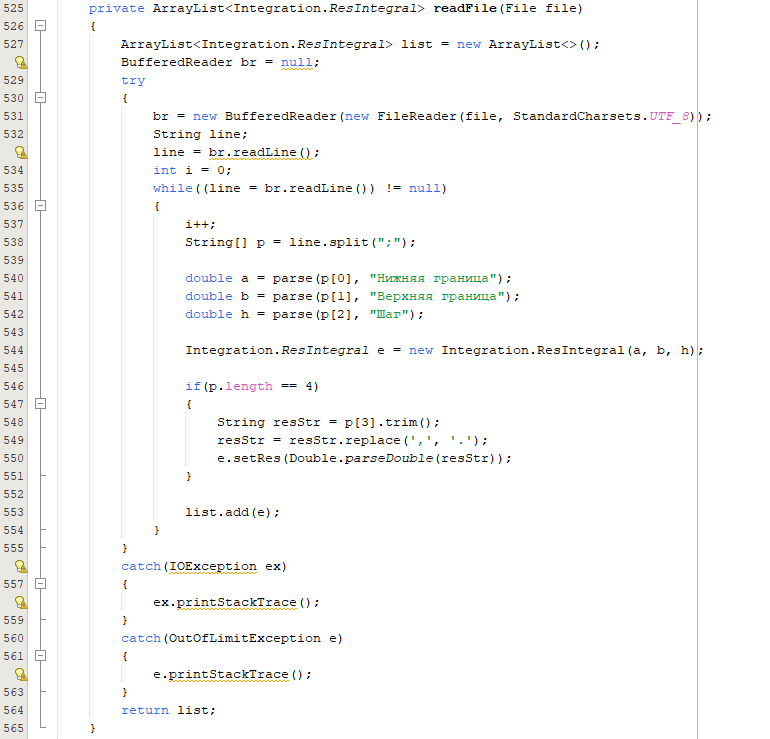 525 private ArrayList<Integration.ResIntegral> readFile(File file)
526 {
527 ArrayList<Integration.ResIntegral> list = new ArrayList<>();
BufferedReader br = null;
529 try
530 {
531 br = new BufferedReader(new FileReader(file, StandardCharsets.UTF_8));
532 String line;
line = br.readLine();
534 int i = 0;
535 while((line = br.readLine()) != null)
536 {
537 i++;
538 String[] p = line.split(";");
539
540 double a = parse(p[0], "Нижняя граница");
541 double b = parse(p[1], "Верхняя граница");
542 double h = parse(p[2], "Шаг");
543
544 Integration.ResIntegral e = new Integration.ResIntegral(a, b, h);
545
546 if(p.length == 4)
547 {
548 String resStr = p[3].trim();
549 resStr = resStr.replace(',', '.');
550 e.setRes(Double.parseDouble(resStr));
551 }
552
553 list.add(e);
554 }
555 }
catch(IOException ex)
557 {
ex.printStackTrace();
559 }
560 catch(OutOfLimitException e)
561 {
e.printStackTrace();
563 }
564 return list;
565 }